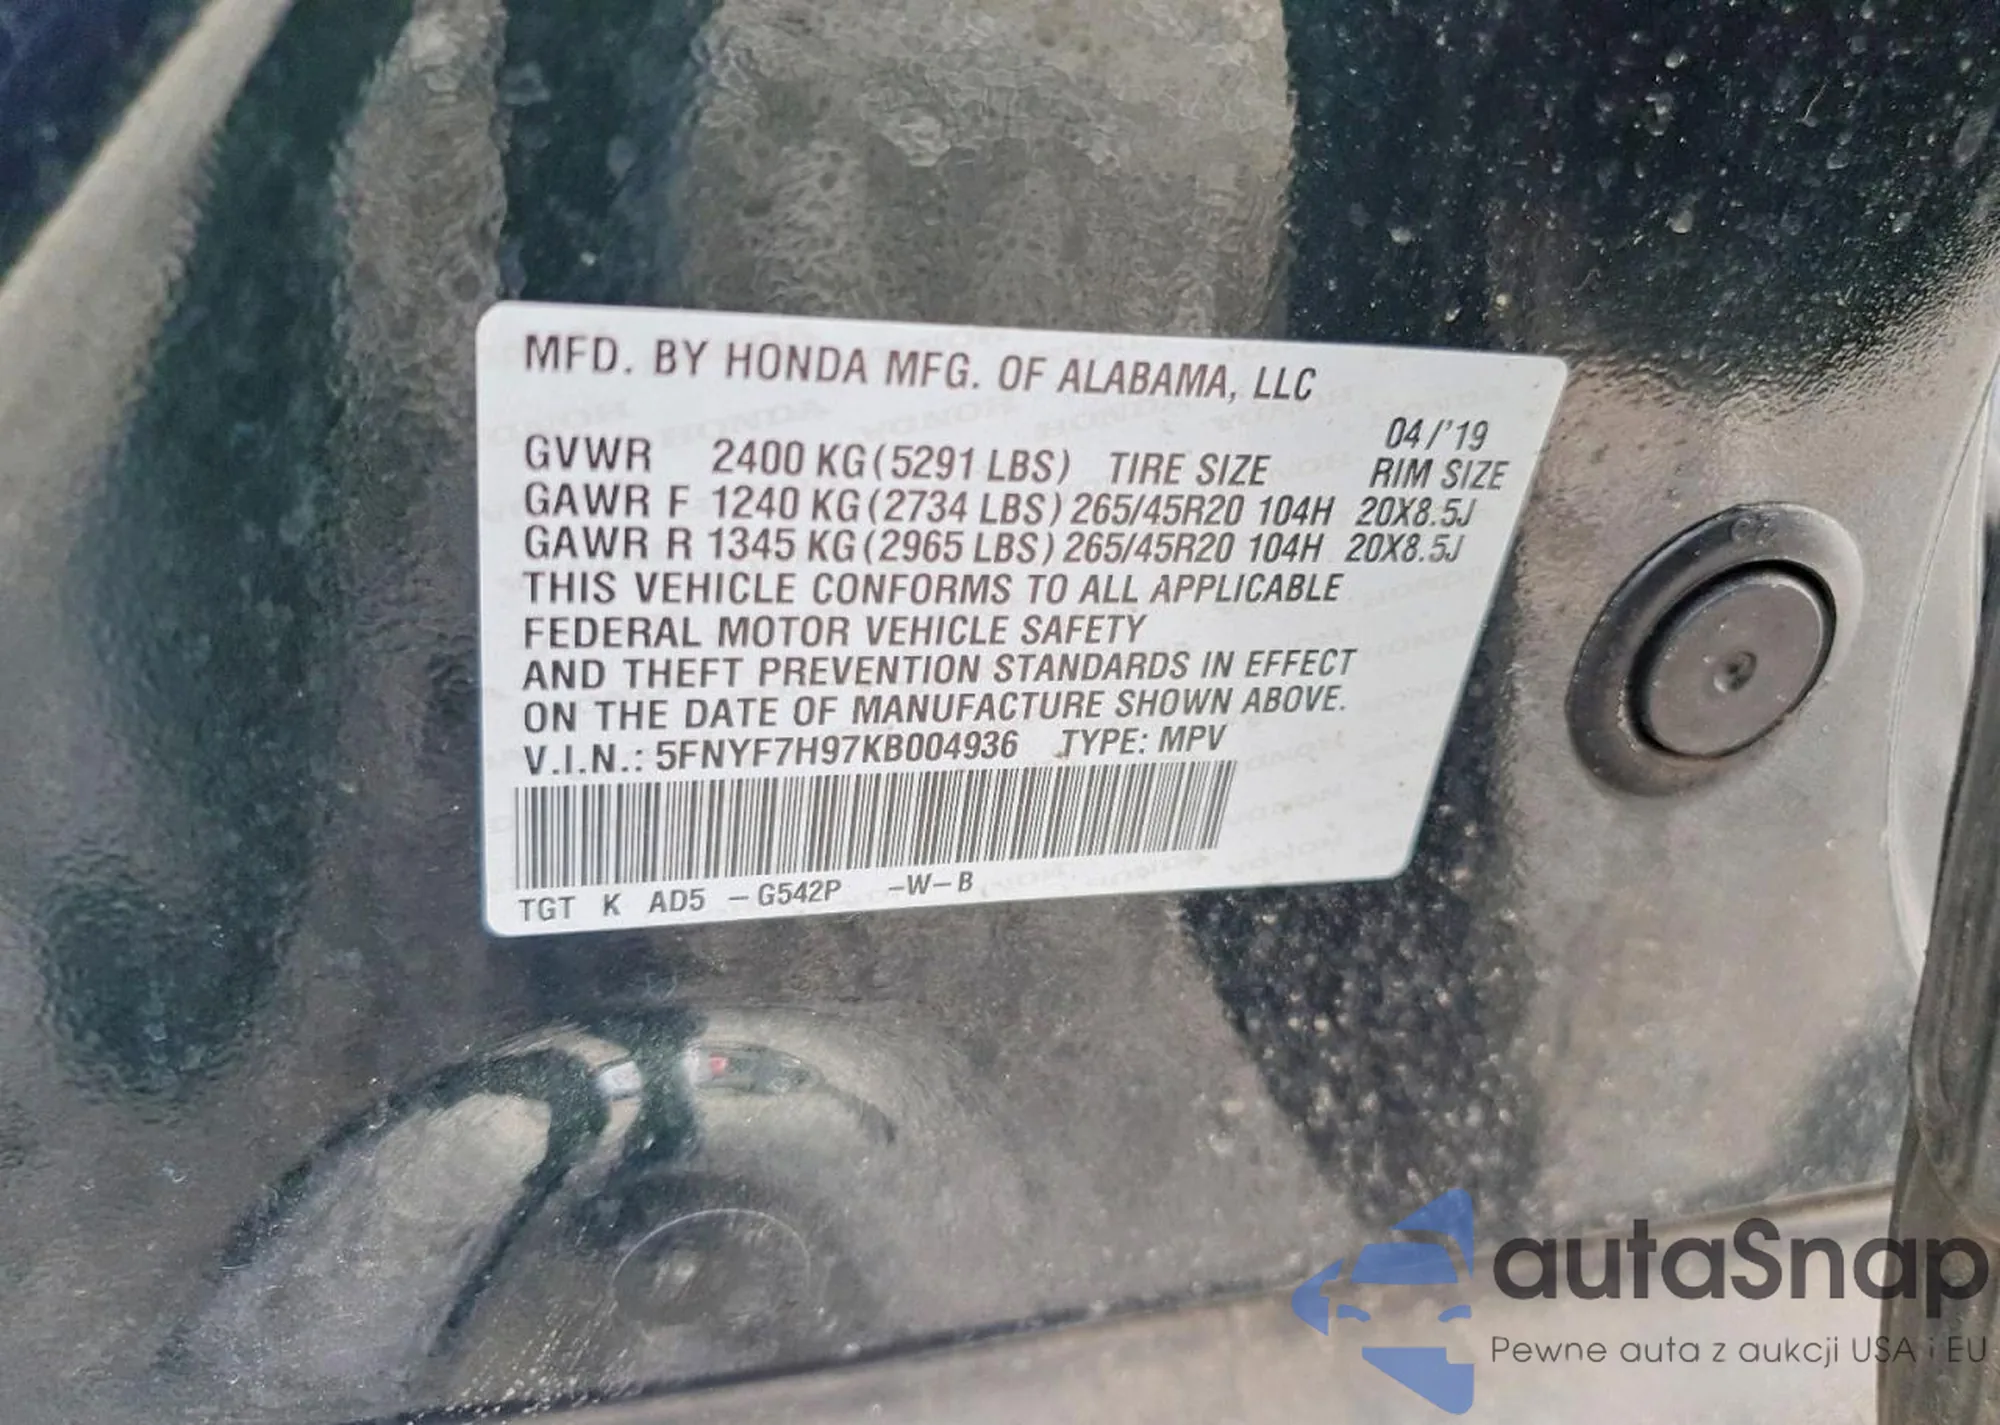 MFD. BY HONDA MFG. OF ALABAMA, LLC
04/'19
GVWR 2400 KG (5291 LBS) TIRE SIZE RIM SIZE
GAWR F 1240 KG (2734 LBS) 265/45R20 104H 20X8.5J
GAWR R 1345 KG (2965 LBS) 265/45R20 104H 20X8.5J
THIS VEHICLE CONFORMS TO ALL APPLICABLE
FEDERAL MOTOR VEHICLE SAFETY
AND THEFT PREVENTION STANDARDS IN EFFECT
ON THE DATE OF MANUFACTURE SHOWN ABOVE.
V.I.N.: 5FNYF7H97KB004936 TYPE: MPV
TGT K AD5 –G542P –W–B
autaSnap
Pewne auta z aukcji USA i EU